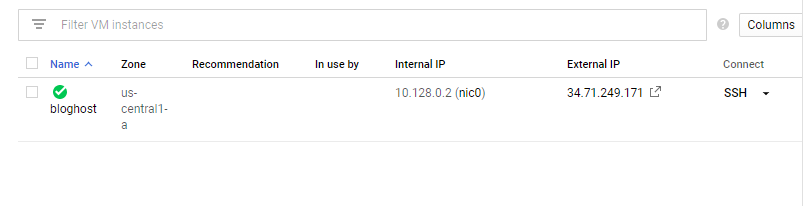 Filter VM instances
Columns
Name Zone Recommendation In use by Internal IP External IP Connect
bloghost us-central1-a 10.128.0.2 (nic0) 34.71.249.171 SSH